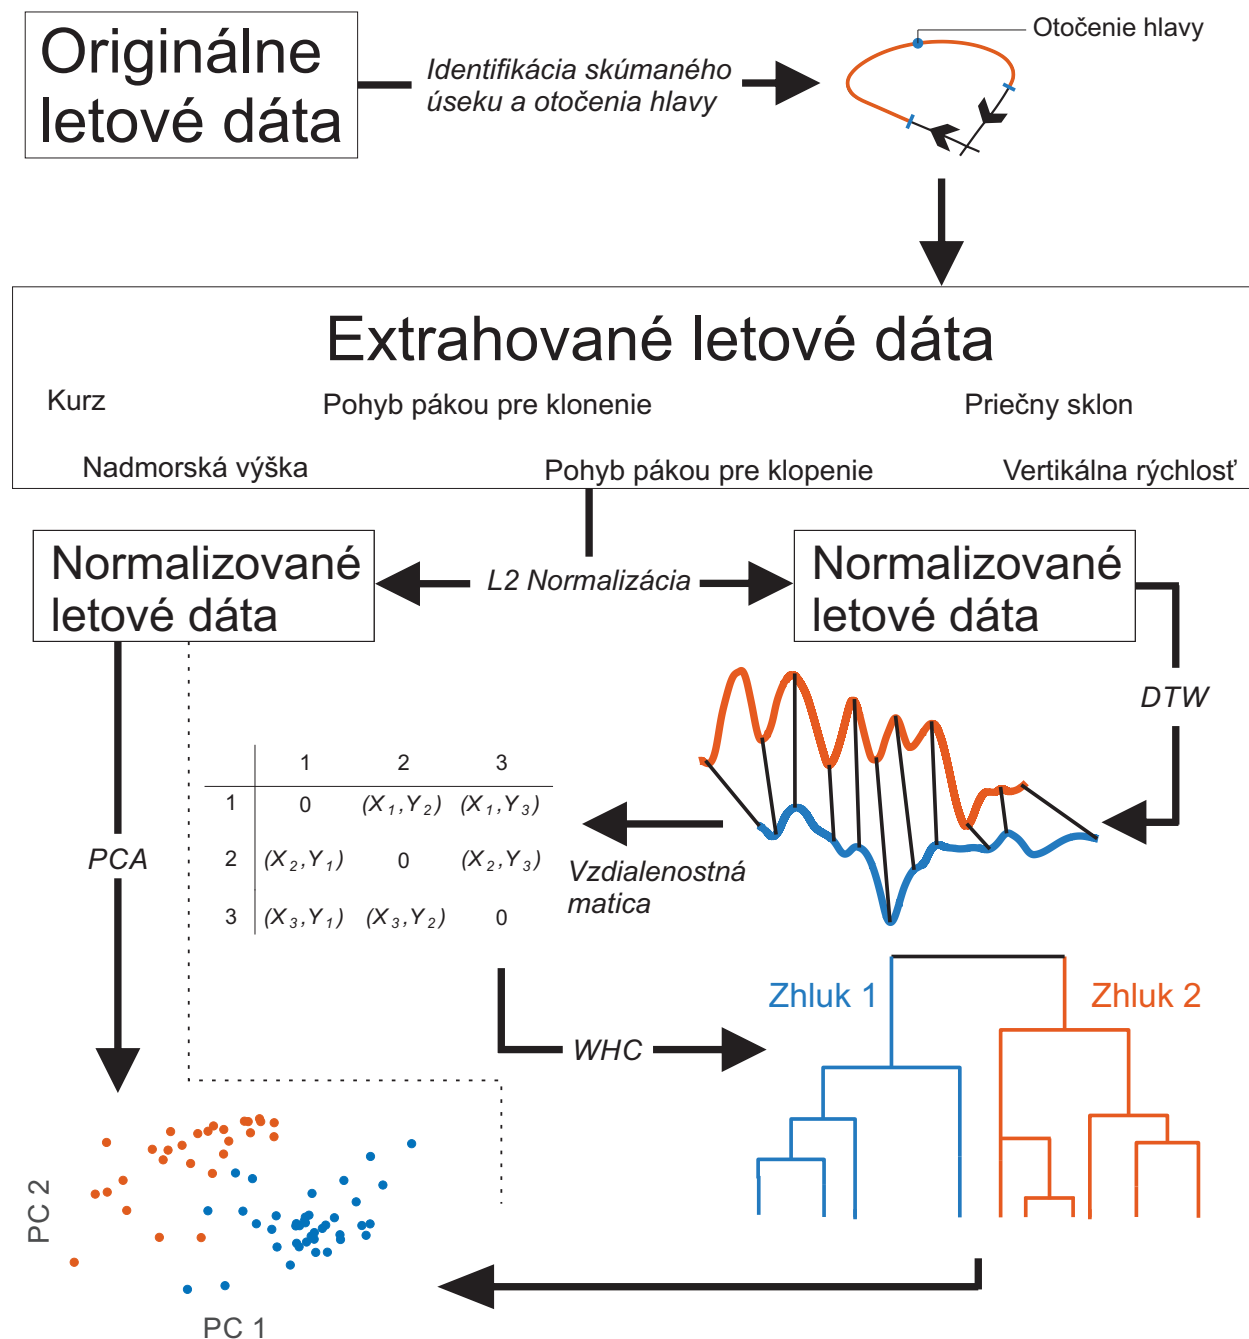 Originálne
letové dáta
Identifikácia skúmaného
úseku a otočenia hlavy
Otočenie hlavy
Extrahované letové dáta
Kurz
Pohyb pákou pre klonenie
Priečny sklon
Nadmorská výška
Pohyb pákou pre klopenie
Vertikálna rýchlosť
Normalizované
letové dáta
L2 Normalizácia
Normalizované
letové dáta
DTW
1 2 3
1 0 (X₁,Y₂) (X₁,Y₃)
2 (X₂,Y₁) 0 (X₂,Y₃)
3 (X₃,Y₁) (X₃,Y₂) 0
PCA
Vzdialenostná
matica
Zhluk 1
Zhluk 2
WHC
PC 2
PC 1